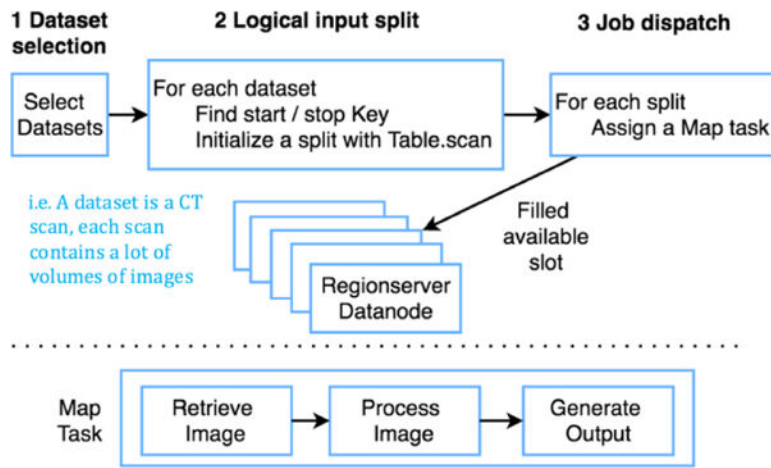 1 Dataset
selection
2 Logical input split
3 Job dispatch
Select
Datasets
For each dataset
Find start / stop Key
Initialize a split with Table.scan
For each split
Assign a Map task
i.e. A dataset is a CT
scan, each scan
contains a lot of
volumes of images
Filled
available
slot
Regionserver
Datanode
Map
Task
Retrieve
Image
Process
Image
Generate
Output